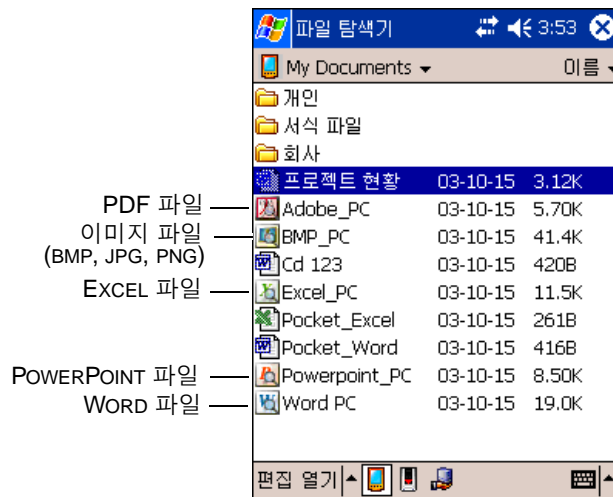 파일 탐색기 3:53
My Documents 이름
개인
서식 파일
회사
프로젝트 현황 03-10-15 3.12K
PDF 파일 Adobe_PC 03-10-15 5.70K
이미지 파일 BMP_PC 03-10-15 41.4K
(BMP, JPG, PNG)
Cd 123 03-10-15 420B
EXCEL 파일 Excel_PC 03-10-15 11.5K
Pocket_Excel 03-10-15 261B
Pocket_Word 03-10-15 416B
POWERPOINT 파일 Powerpoint_PC 03-10-15 8.50K
WORD 파일 Word PC 03-10-15 19.0K
편집 열기